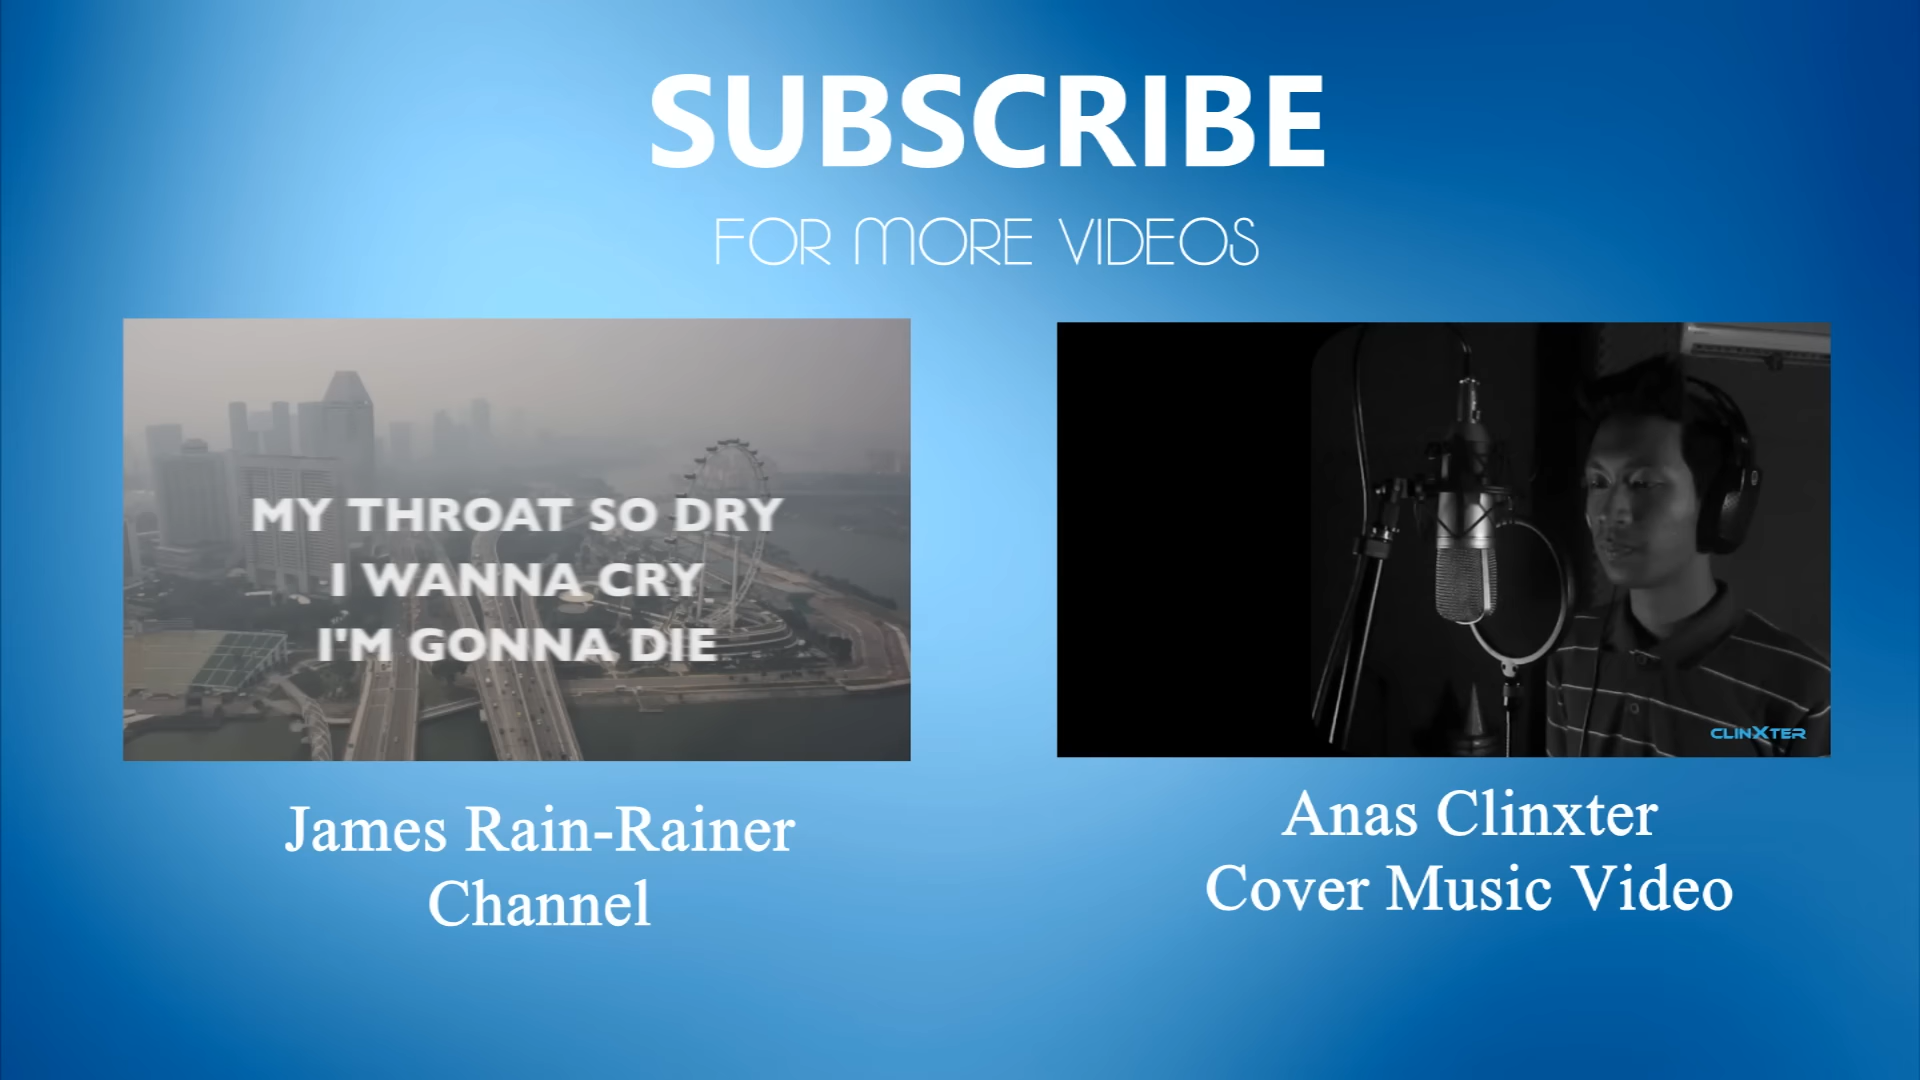 SUBSCRIBE
FOR MORE VIDEOS
MY THROAT SO DRY
I WANNA CRY
I'M GONNA DIE
CLINXTER
James Rain-Rainer
Channel
Anas Clinxter
Cover Music Video